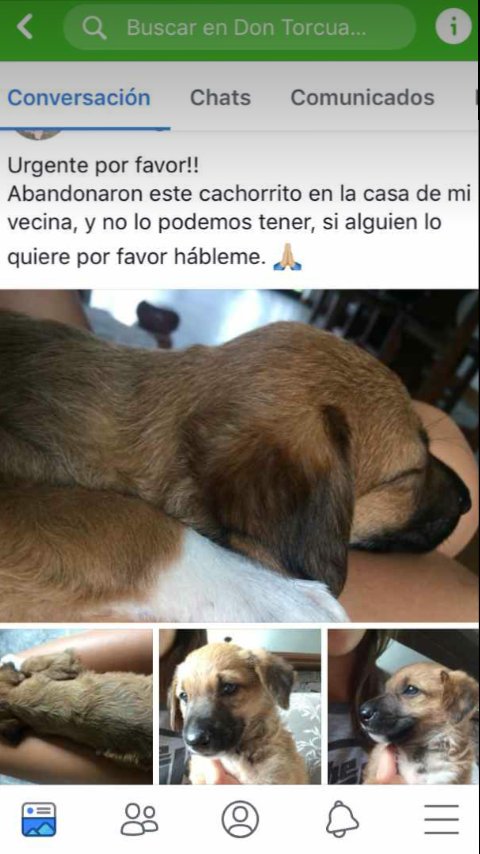 Buscar en Don Torcua...
Conversación Chats Comunicados
Urgente por favor!!
Abandonaron este cachorrito en la casa de mi
vecina, y no lo podemos tener, si alguien lo
quiere por favor hábleme. 🙏🏼